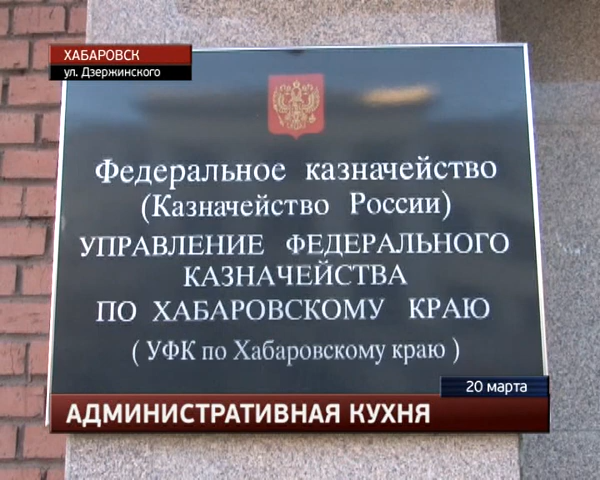 ХАБАРОВСК
ул. Дзержинского
Федеральное казначейство
(Казначейство России)
УПРАВЛЕНИЕ ФЕДЕРАЛЬНОГО
КАЗНАЧЕЙСТВА
ПО ХАБАРОВСКОМУ КРАЮ
( УФК по Хабаровскому краю )
20 марта
АДМИНИСТРАТИВНАЯ КУХНЯ